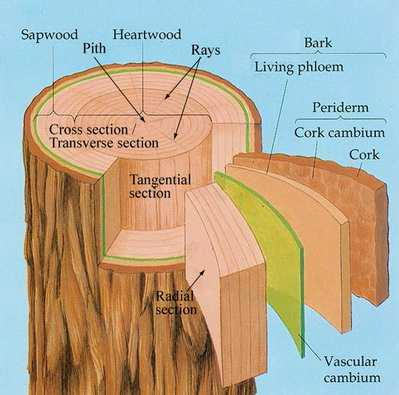 Sapwood
Pith
Heartwood
Rays
Bark
Living phloem
Periderm
Cork cambium
Cork
Cross section /
Transverse section
Tangential
section
Radial
section
Vascular
cambium